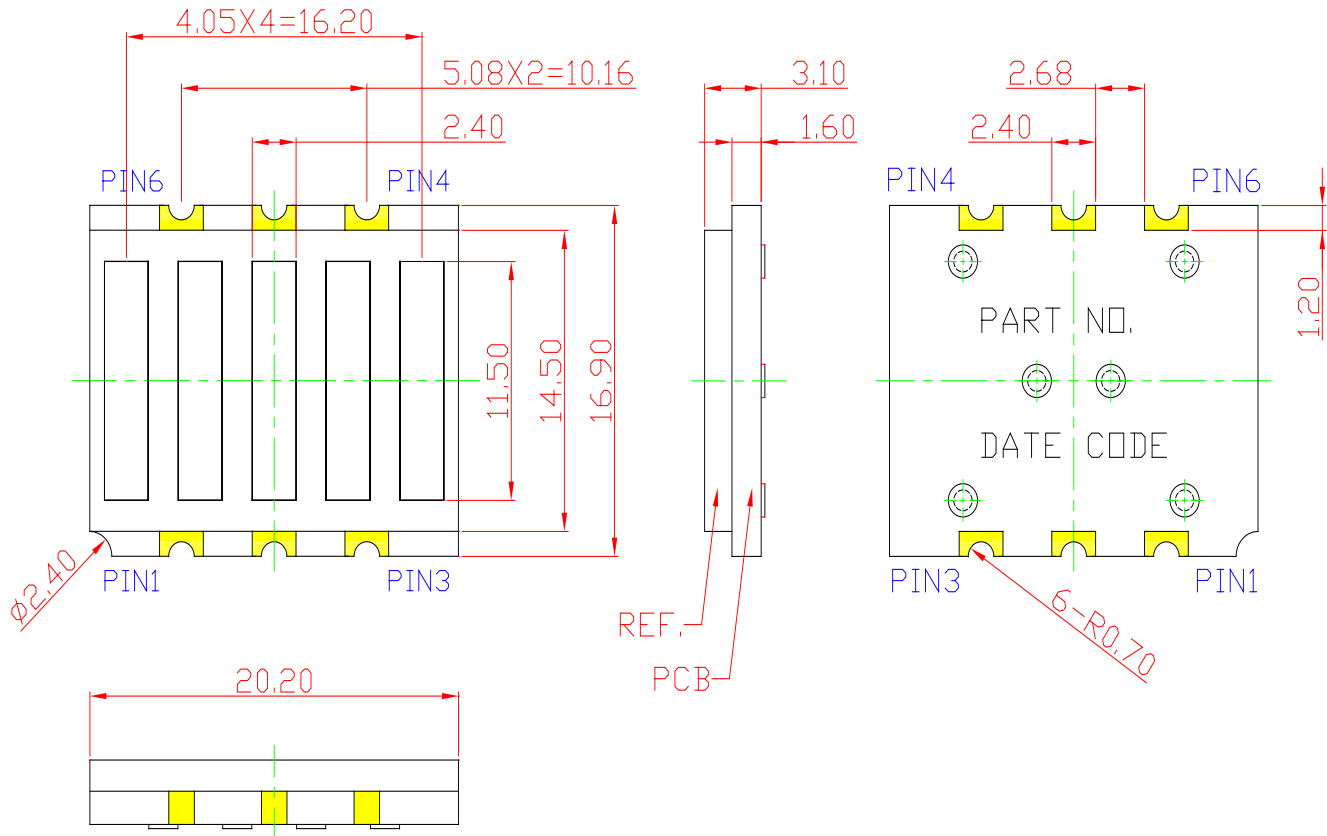 4.05X4=16.20
5.08X2=10.16
2.40
PIN6
PIN4
11.50
14.50
16.90
Ø2.40
PIN1
PIN3
3.10
1.60
REF.
PCB
2.68
2.40
PIN4
PIN6
1.20
PART NO.
DATE CODE
PIN3
PIN1
6-R0.70
20.20